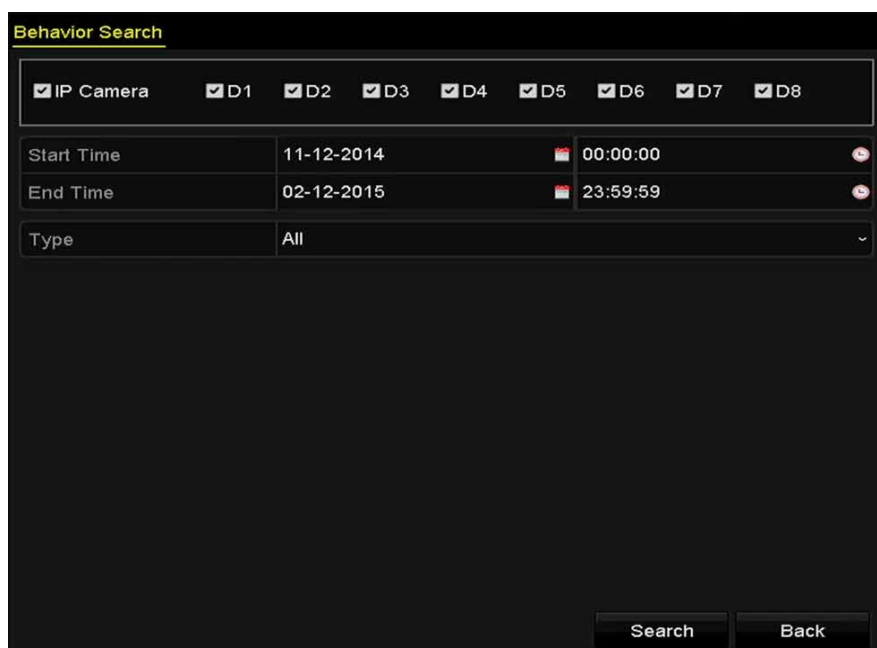 Behavior Search
IP Camera D1 D2 D3 D4 D5 D6 D7 D8
Start Time 11-12-2014 00:00:00
End Time 02-12-2015 23:59:59
Type All
Search Back